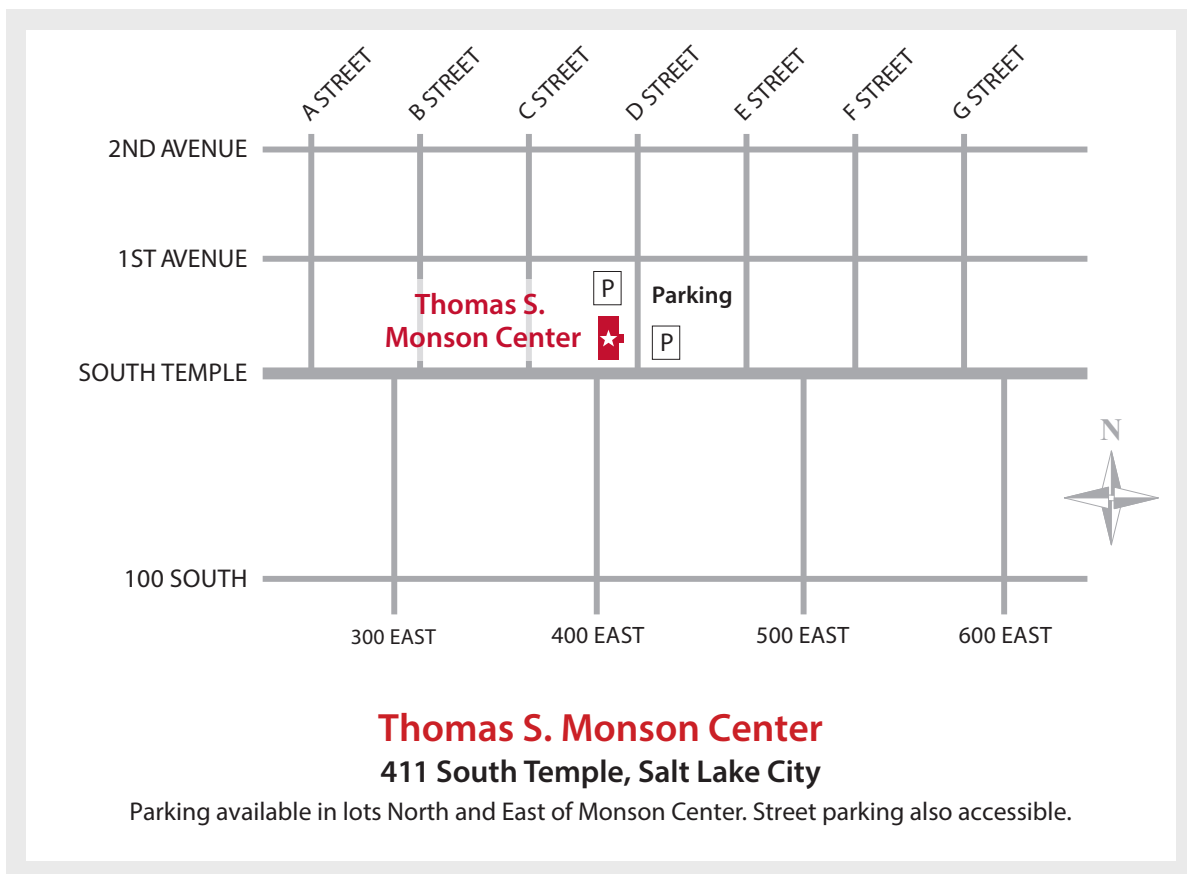 A STREET
B STREET
C STREET
D STREET
E STREET
F STREET
G STREET
2ND AVENUE
1ST AVENUE
P
Parking
Thomas S.
Monson Center
P
SOUTH TEMPLE
N
100 SOUTH
300 EAST
400 EAST
500 EAST
600 EAST
Thomas S. Monson Center
411 South Temple, Salt Lake City
Parking available in lots North and East of Monson Center. Street parking also accessible.